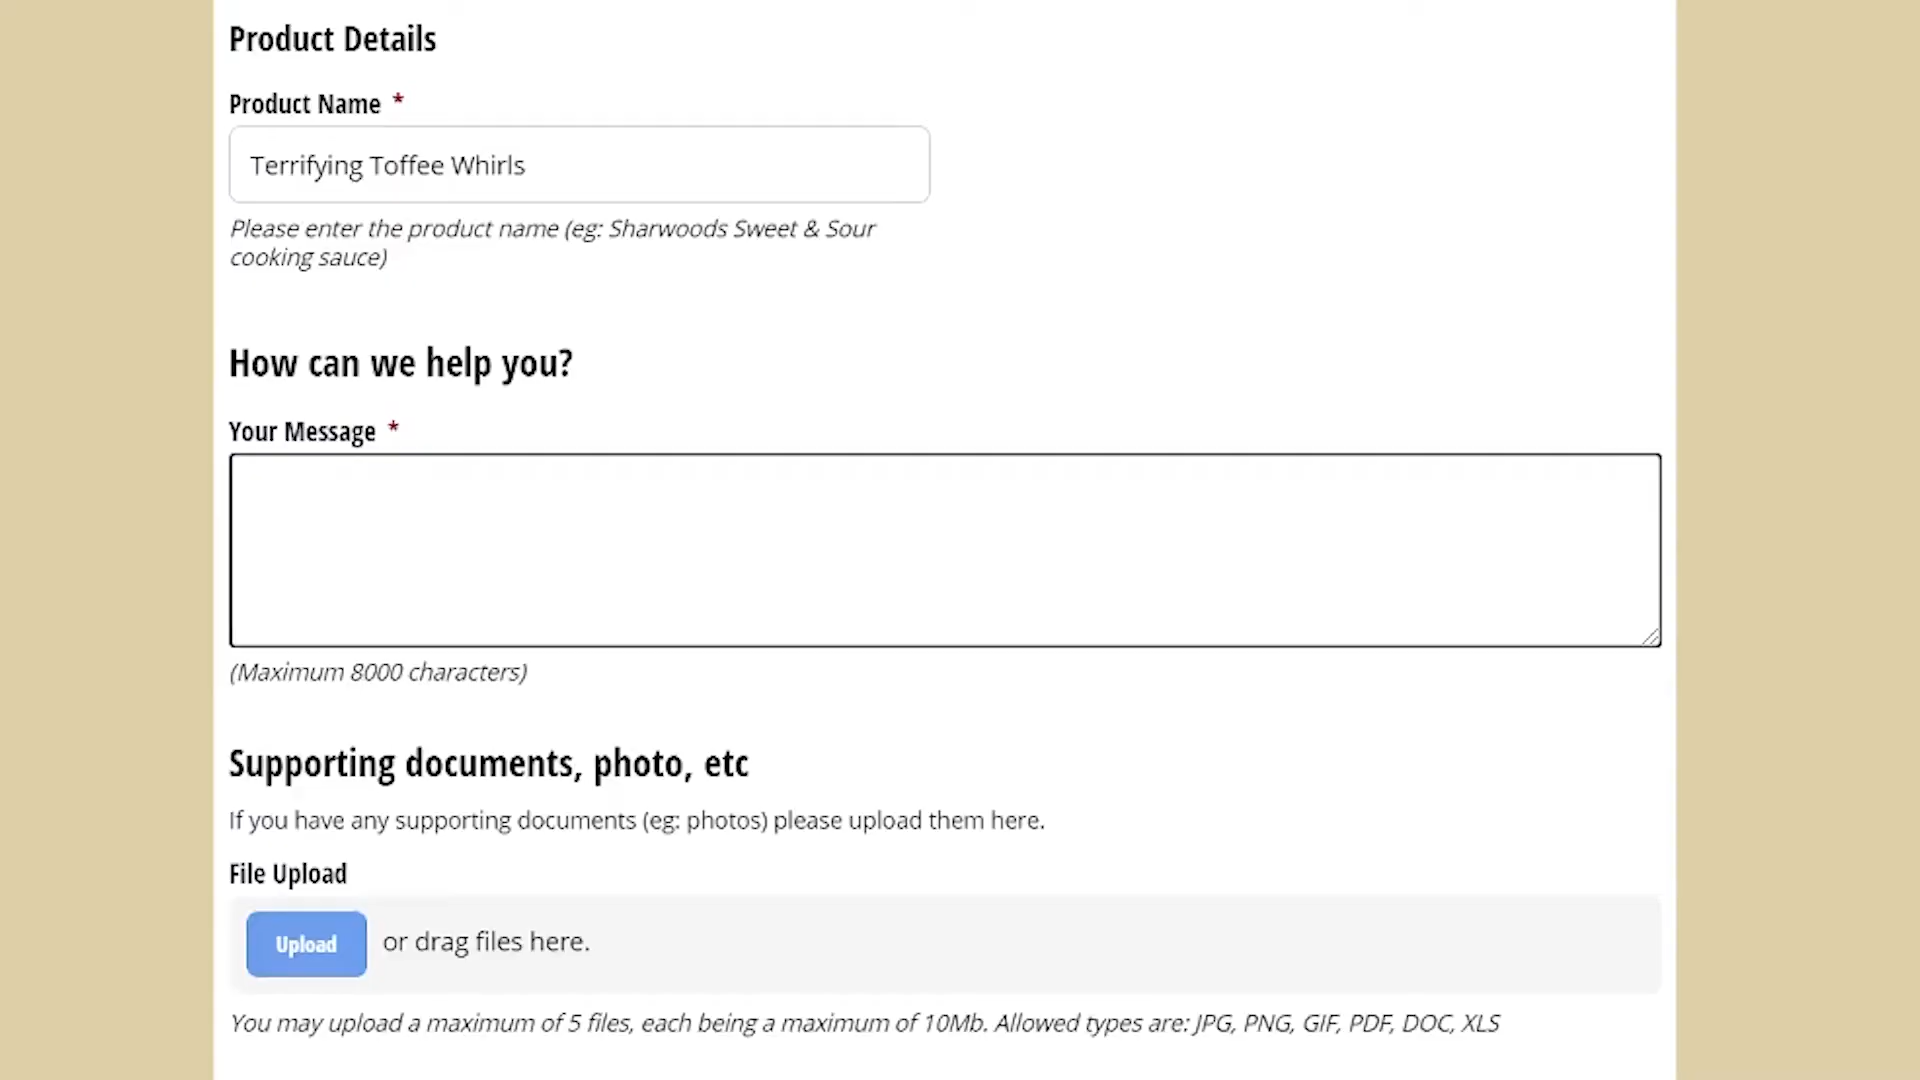 Product Details
Product Name *
Terrifying Toffee Whirls
Please enter the product name (eg: Sharwoods Sweet & Sour
cooking sauce)
How can we help you?
Your Message *
(Maximum 8000 characters)
Supporting documents, photo, etc
If you have any supporting documents (eg: photos) please upload them here.
File Upload
Upload or drag files here.
You may upload a maximum of 5 files, each being a maximum of 10Mb. Allowed types are: JPG, PNG, GIF, PDF, DOC, XLS